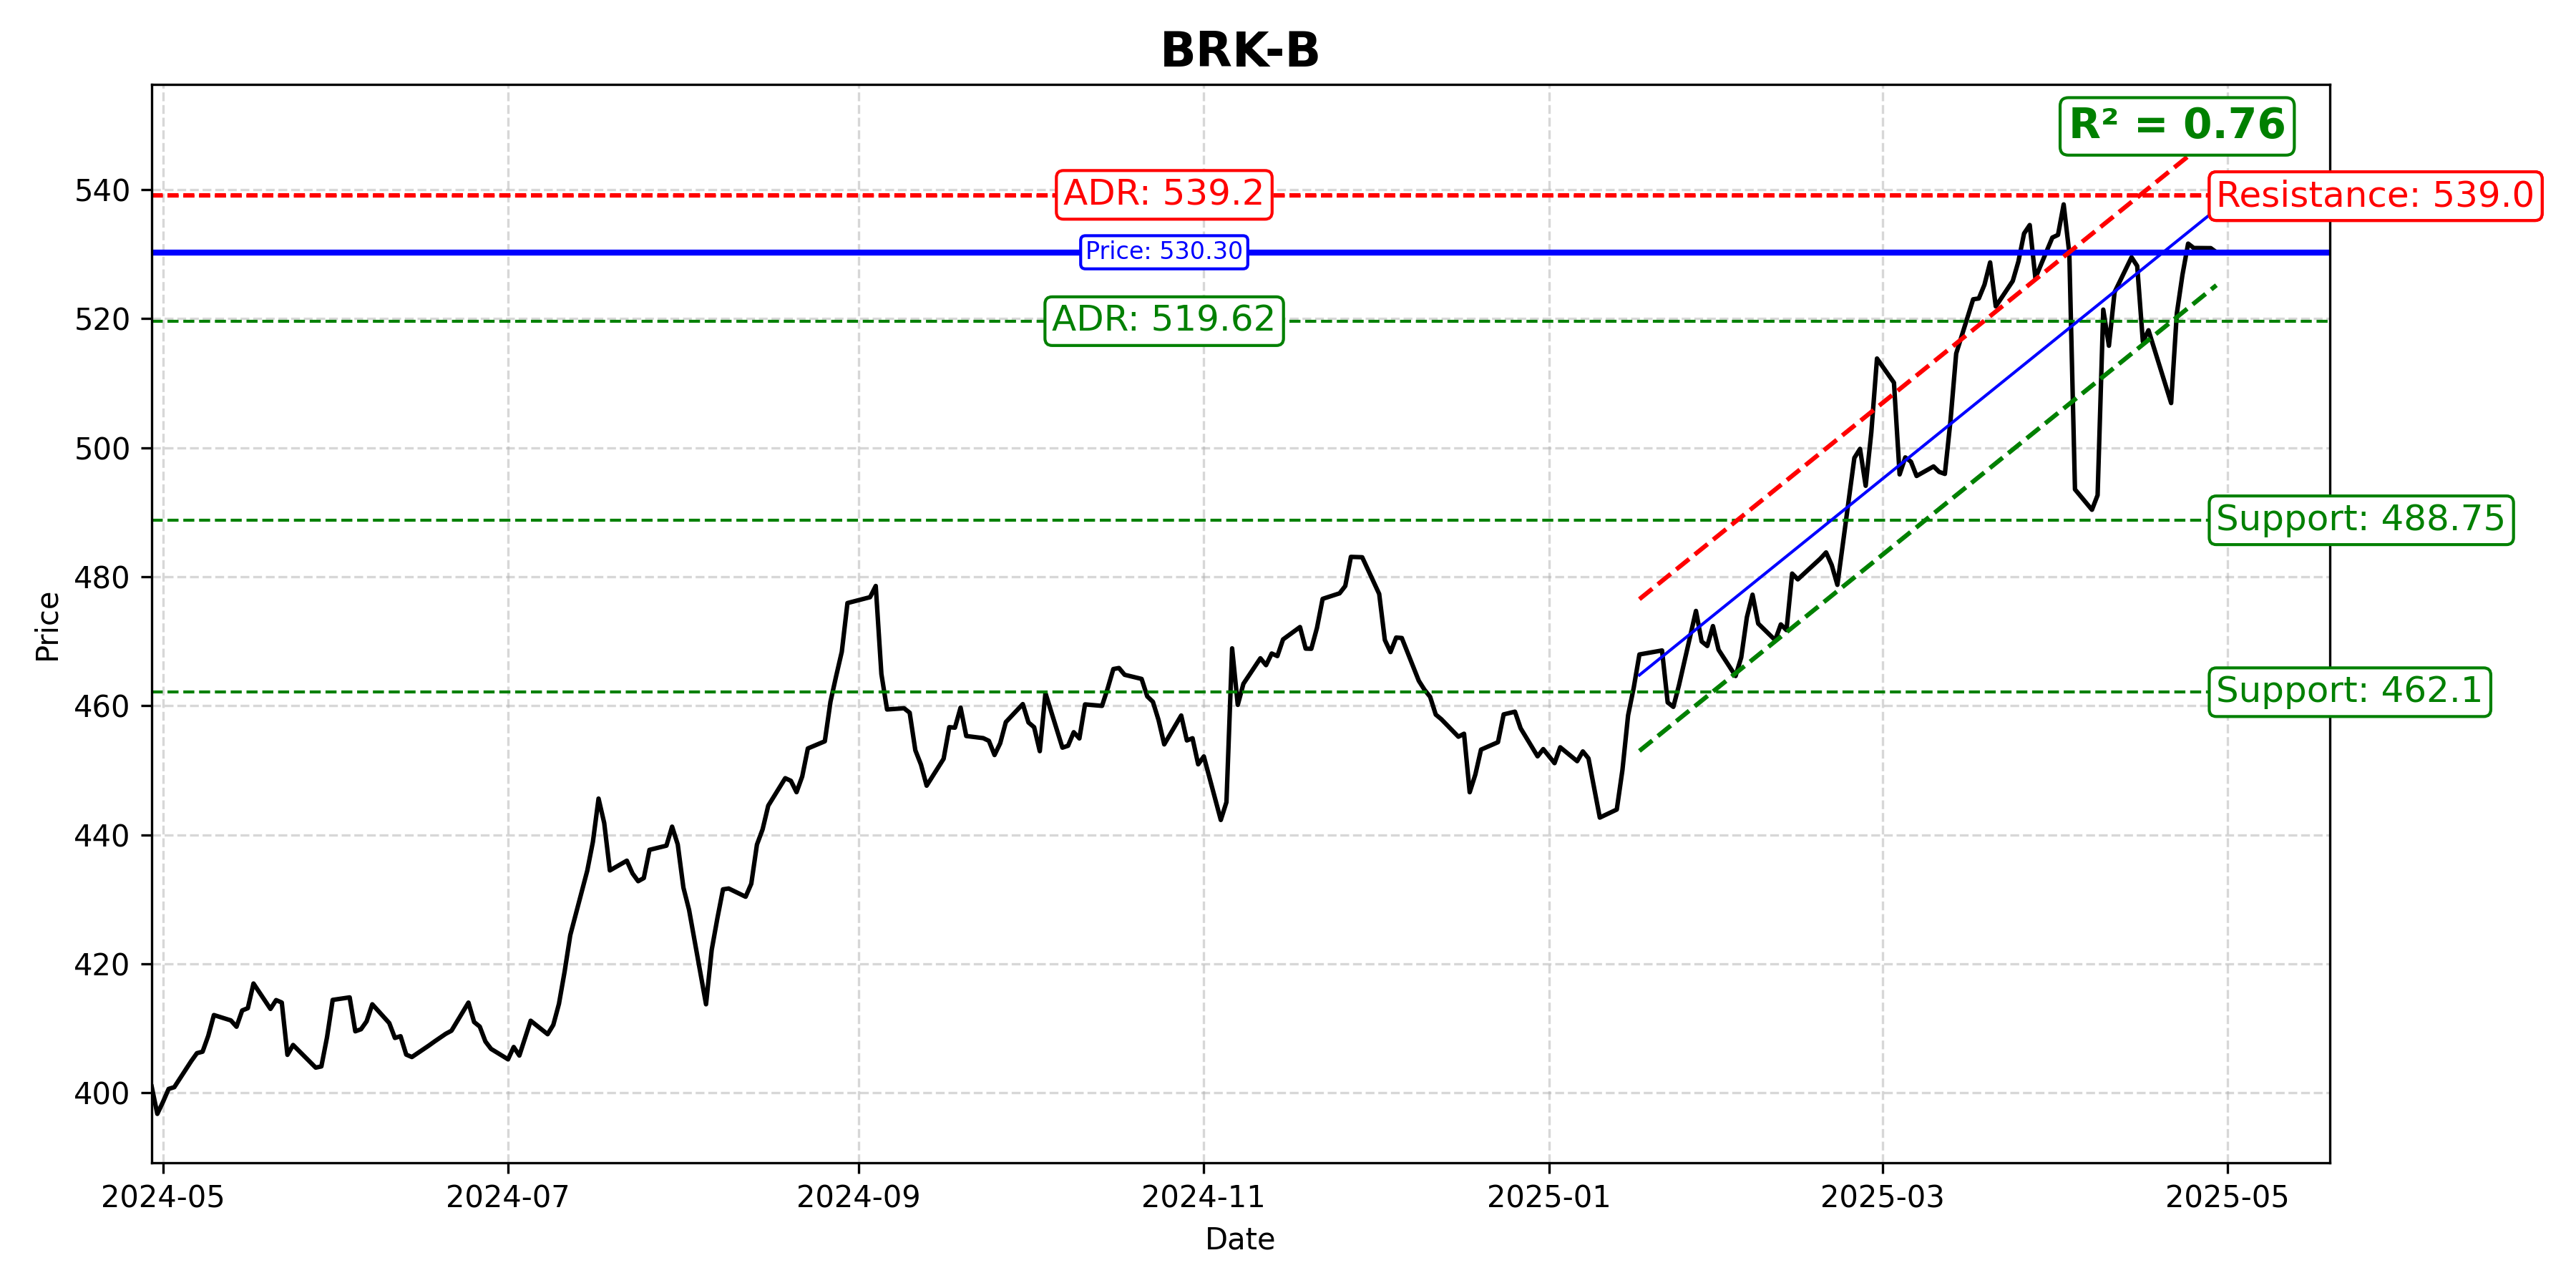 BRK-B
R² = 0.76
540
ADR: 539.2
Resistance: 539.0
Price: 530.30
520
ADR: 519.62
500
Support: 488.75
480
Price
460
Support: 462.1
440
420
400
2024-05 2024-07 2024-09 2024-11 2025-01 2025-03 2025-05
Date